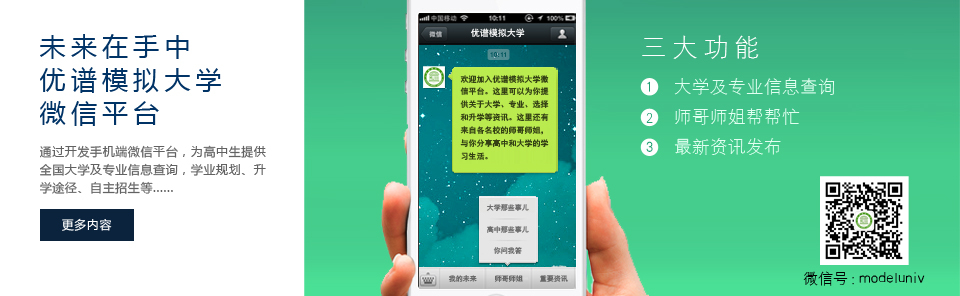 未来在手中
优谱模拟大学
微信平台
通过开发手机端微信平台，为高中生提供
全国大学及专业信息查询，学业规划、升
学途径、自主招生等......
更多内容
中国移动 10:11 100%
微信 优谱模拟大学
10:11
欢迎加入优谱模拟大学微
信平台。这里可以为你提
供关于大学、专业、选择
和升学等资讯。这里还有
来自各名校的师哥师姐，
与你分享高中和大学的学
习生活。
大学那些事儿
高中那些事儿
你问我答
我的未来 师哥师姐 重要资讯
三大功能
1 大学及专业信息查询
2 师哥师姐帮帮忙
3 最新资讯发布
微信号：modeluniv